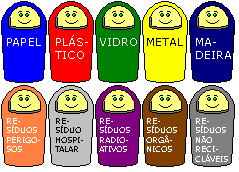 PAPEL
PLÁS-
TICO
VIDRO
METAL
MA-
DEIRA
RE-
SÍDUOS
PERIGO-
SOS
RE-
SÍDUO
HOSPI-
TALAR
RE-
SÍDUOS
RADIO-
ATIVOS
RE-
SÍDUOS
ORGÂ-
NICOS
RE-
SÍDUOS
NÃO
RECI-
CLÁVEIS